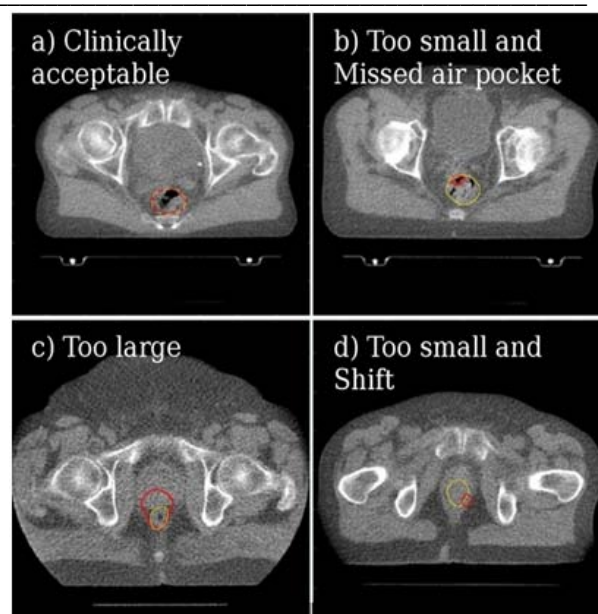 a) Clinically
acceptable
b) Too small and
Missed air pocket
c) Too large
d) Too small and
Shift